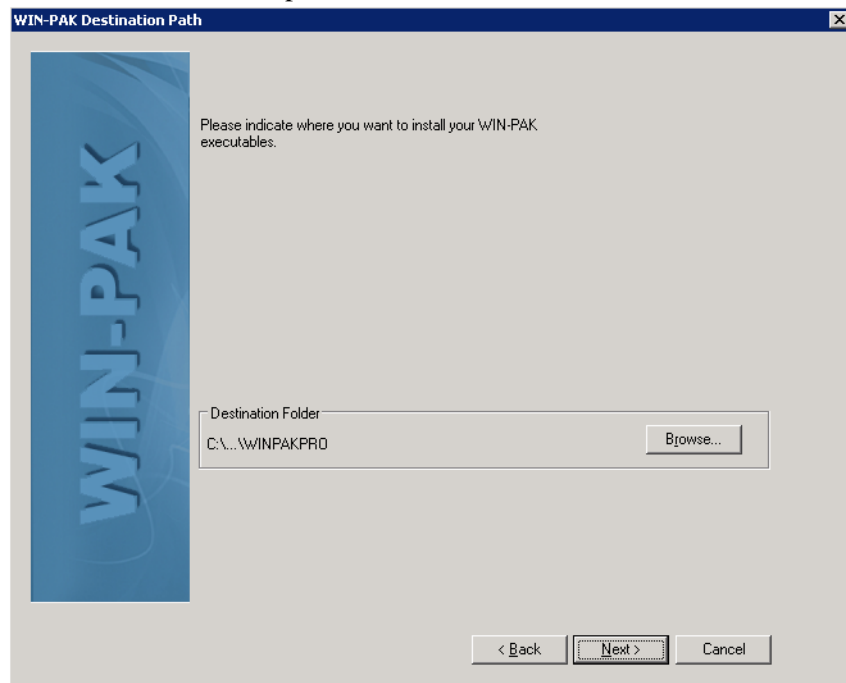 WIN-PAK Destination Path
WIN-PAK
Please indicate where you want to install your WIN-PAK
executables.
Destination Folder
C:\...\WINPAKPRO
Browse...
< Back
Next >
Cancel